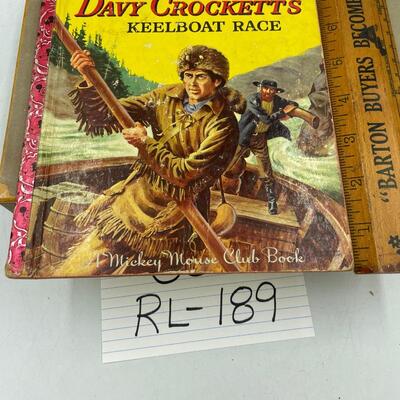 DAVY CROCKETT'S
KEELBOAT RACE
A Mickey Mouse Club Book
RL-189
"BARTON BUYERS BECOME